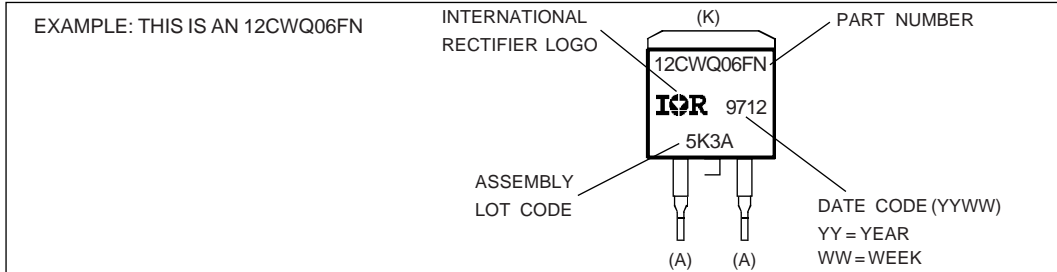 EXAMPLE: THIS IS AN 12CWQ06FN
INTERNATIONAL
RECTIFIER LOGO
(K)
PART NUMBER
12CWQ06FN
IOR 9712
5K3A
ASSEMBLY
LOT CODE
DATE CODE (YYWW)
YY = YEAR
WW = WEEK
(A) (A)